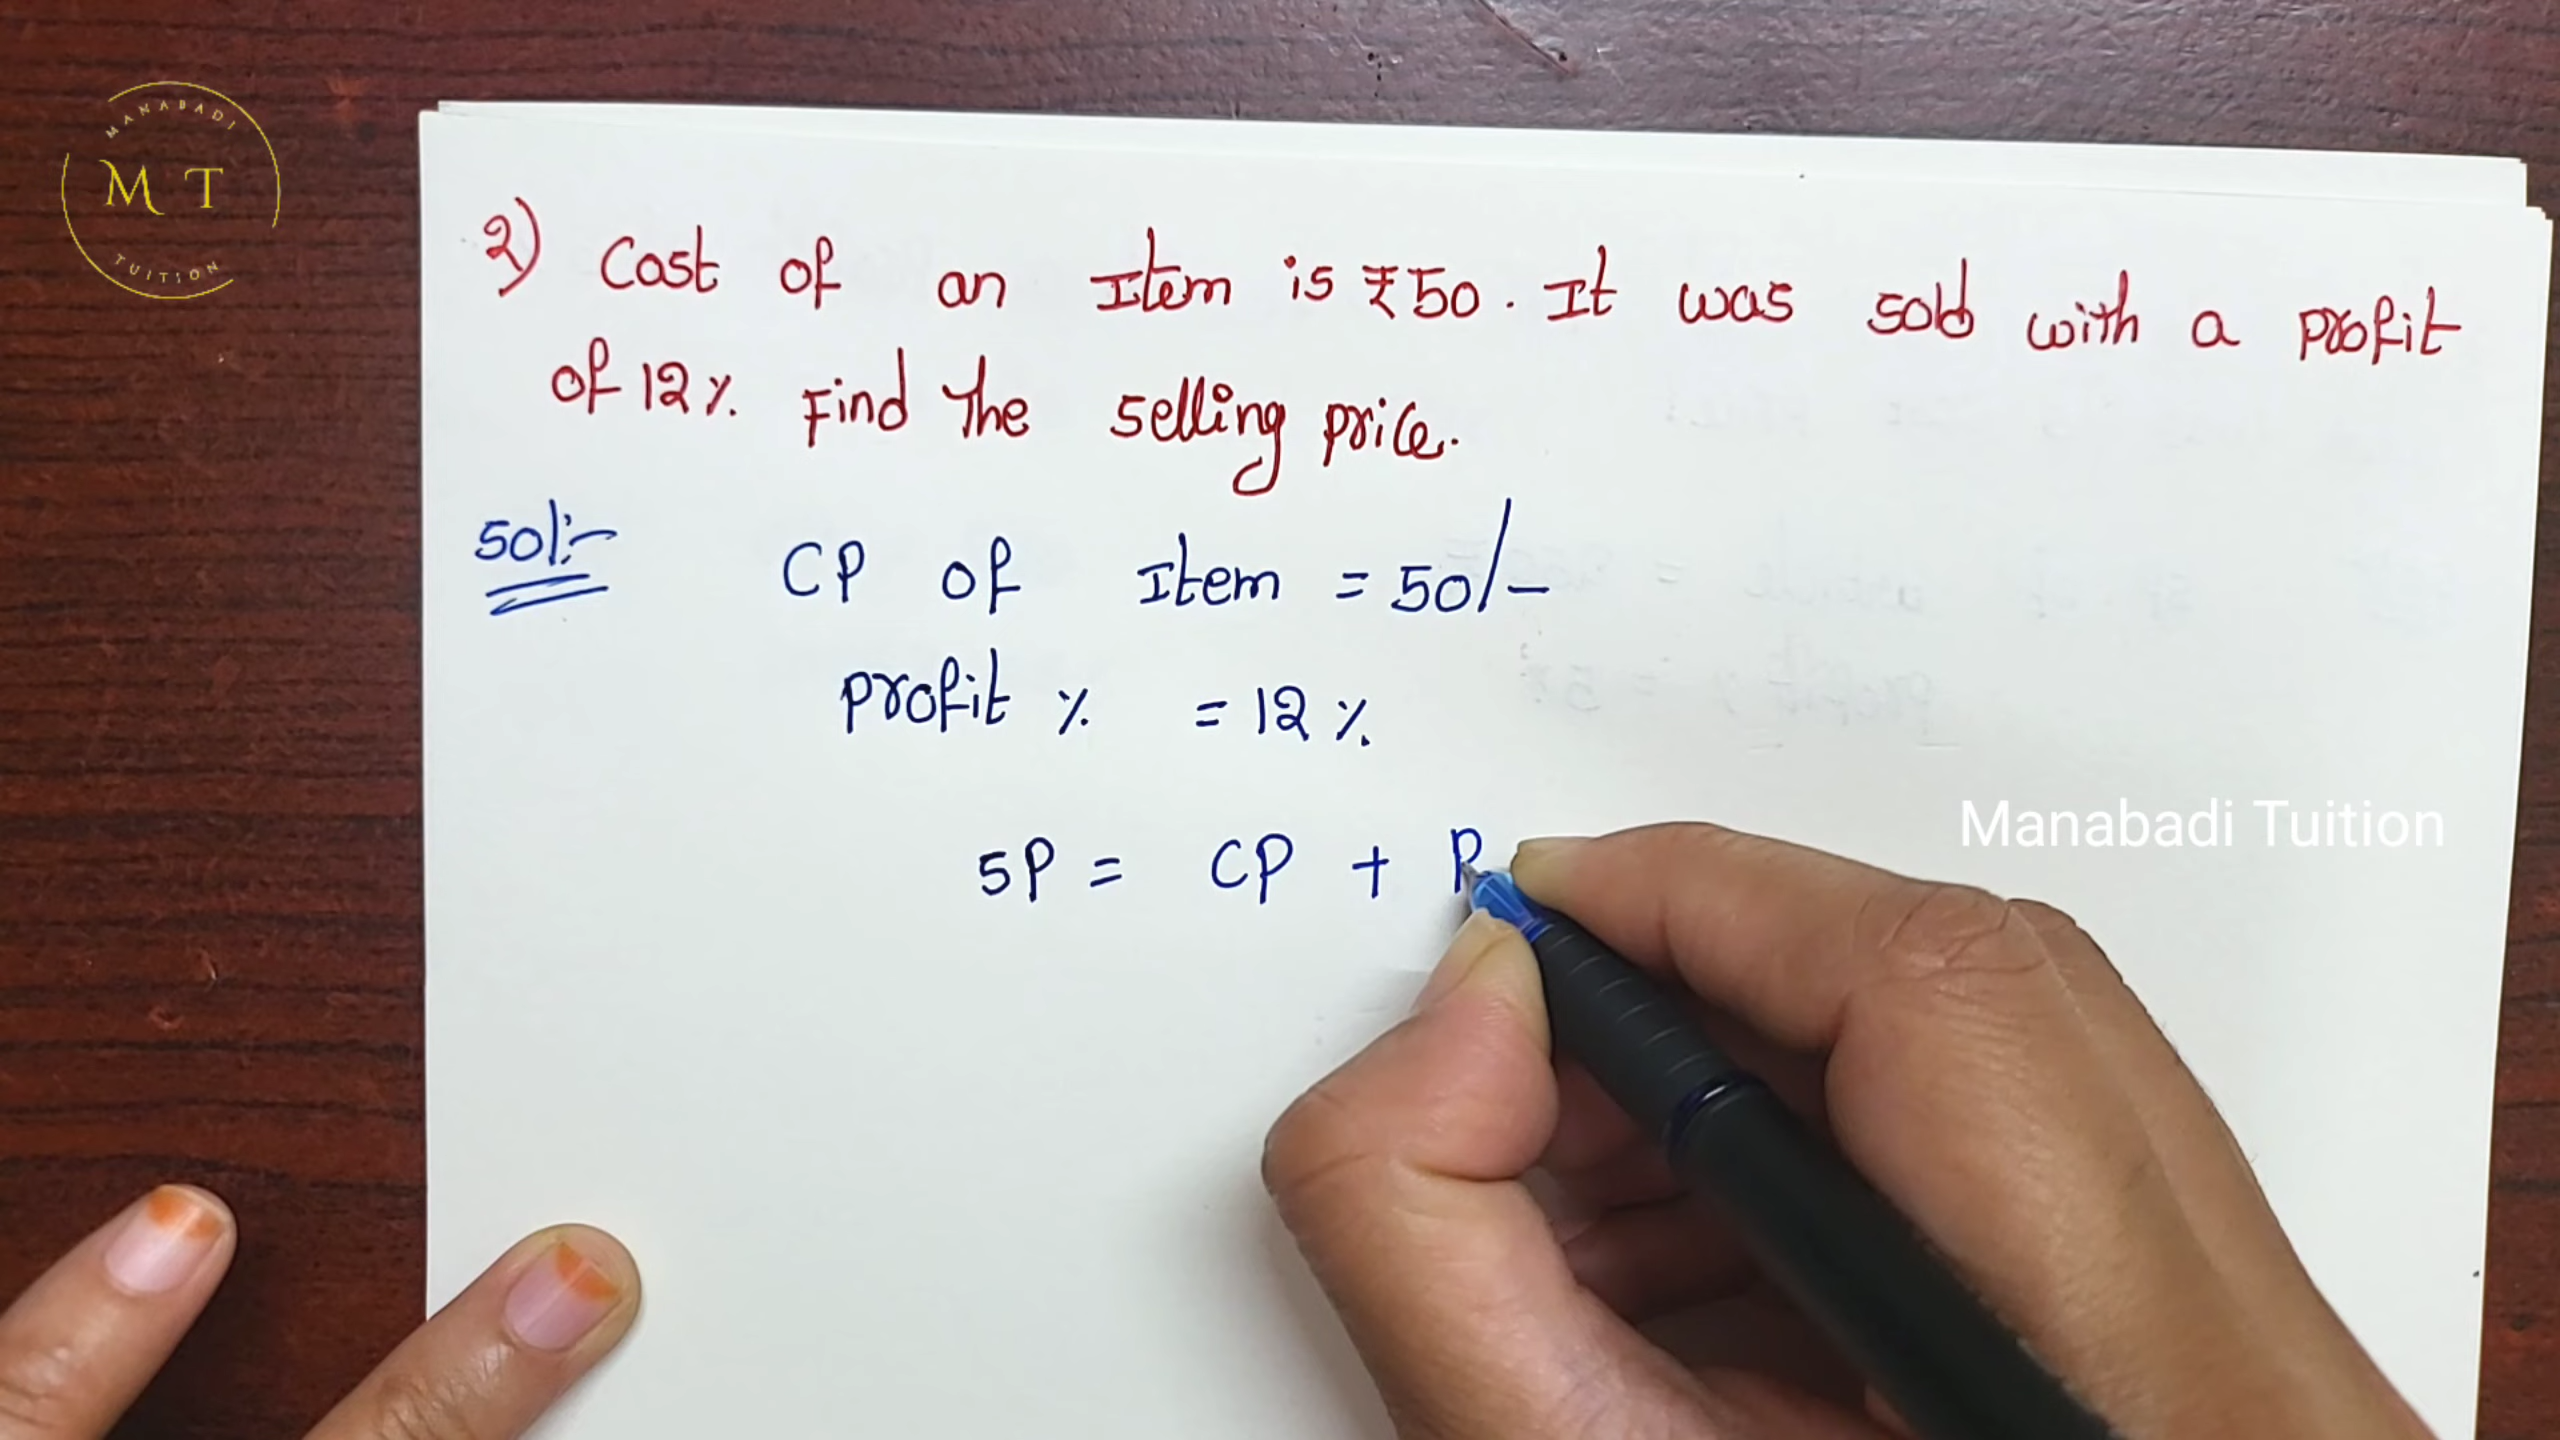 MANABADI
MT
TUITION
2) Cost of an Item is ₹50. It was sold with a profit
of 12%. Find the selling price.
Sol:-
CP of Item = 50/-
Profit % = 12%.
SP = CP + P
Manabadi Tuition